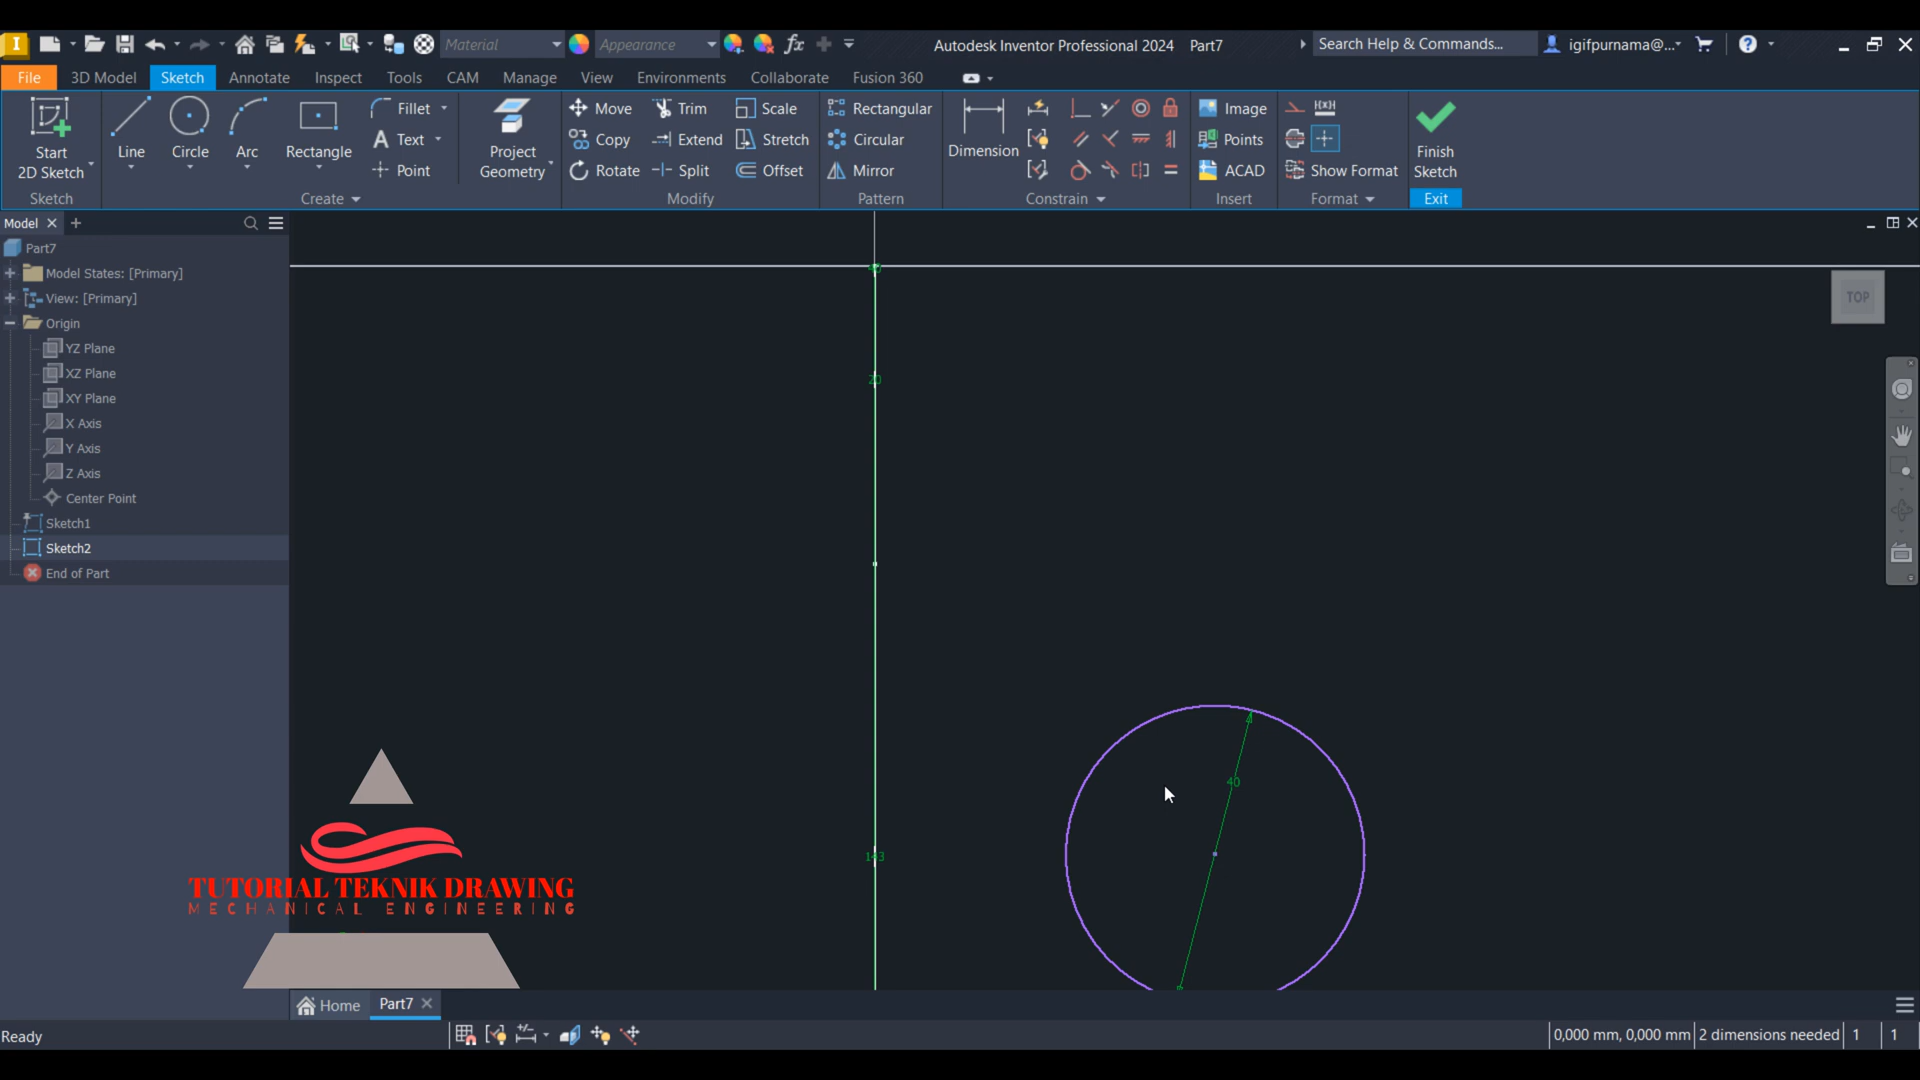 Material
Appearance
Autodesk Inventor Professional 2024 Part7
Search Help & Commands...
igifpurnama@...
File 3D Model Sketch Annotate Inspect Tools CAM Manage View Environments Collaborate Fusion 360
Start 2D Sketch
Line
Circle
Arc
Rectangle
Fillet
Text
Point
Project Geometry
Move
Copy
Rotate
Trim
Extend
Split
Scale
Stretch
Offset
Rectangular
Circular
Mirror
Dimension
Image
Points
ACAD
Show Format
Finish Sketch
Sketch Create Modify Pattern Constrain Insert Format Exit
Model
Part7
Model States: [Primary]
View: [Primary]
Origin
YZ Plane
XZ Plane
XY Plane
X Axis
Y Axis
Z Axis
Center Point
Sketch1
Sketch2
End of Part
TOP
20
40
TUTORIAL TEKNIK DRAWING
MECHANICAL ENGINEERING
Home Part7
Ready
0,000 mm, 0,000 mm 2 dimensions needed 1 1